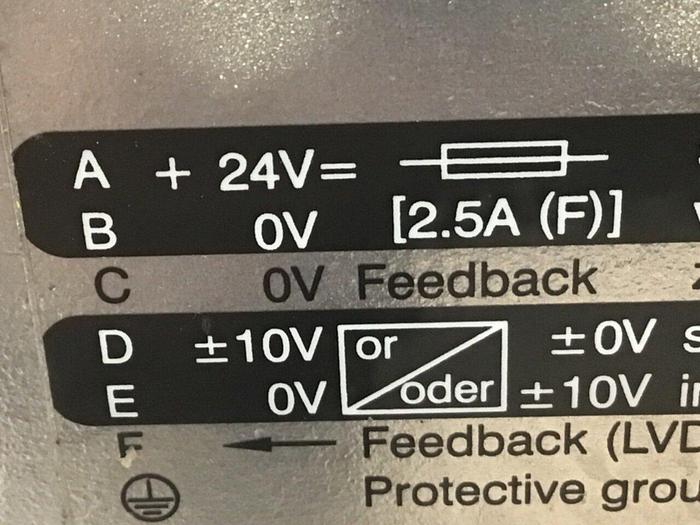 A + 24V=
B 0V [2.5A (F)]
C 0V Feedback
D ±10V or ±0V
E 0V oder ±10V
F Feedback (LVD
Protective grou